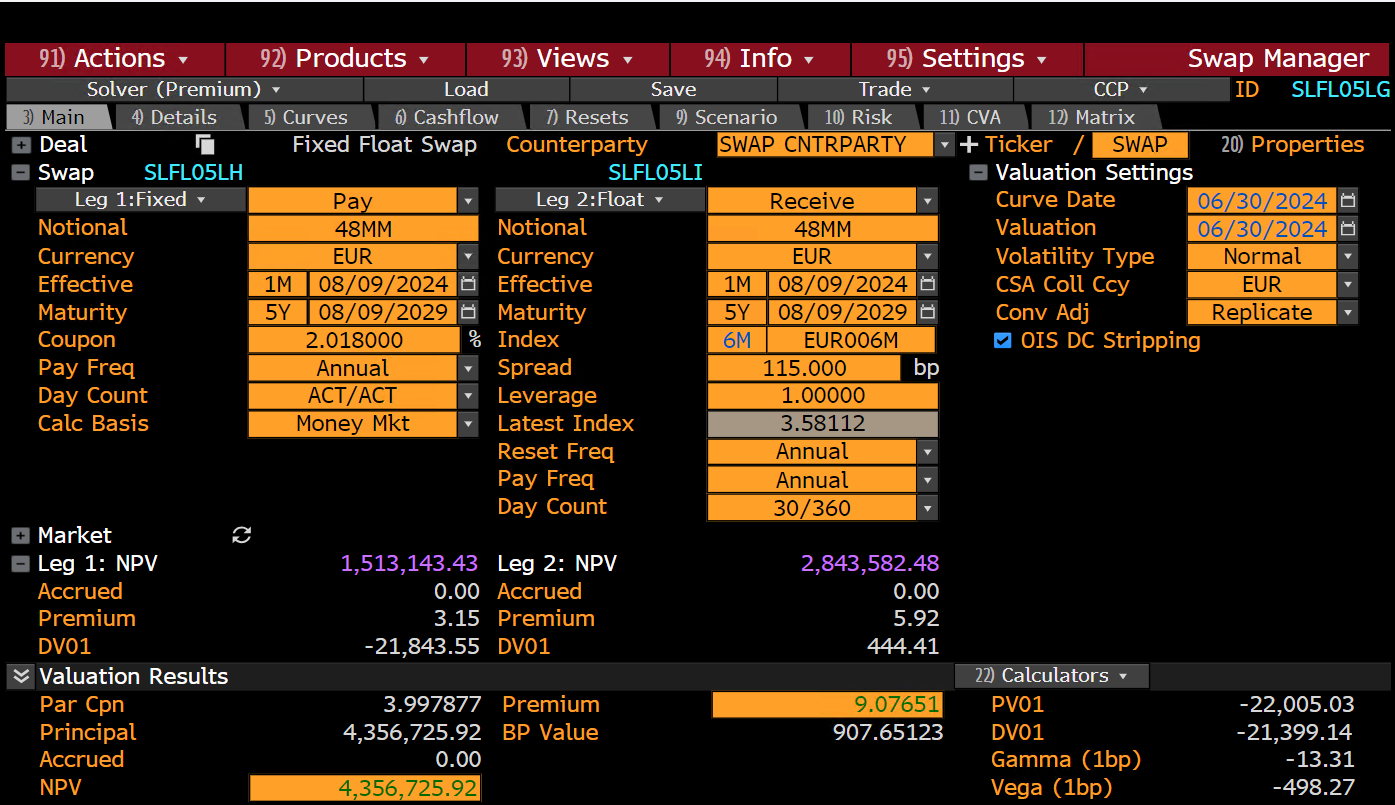 91) Actions 92) Products 93) Views 94) Info 95) Settings Swap Manager
Solver (Premium) Load Save Trade CCP ID SLFL05LG
3) Main 4) Details 5) Curves 6) Cashflow 7) Resets 9) Scenario 10) Risk 11) CVA 12) Matrix
Deal Fixed Float Swap Counterparty SWAP CNTRPARTY Ticker / SWAP 20) Properties
Swap SLFL05LH SLFL05LI Valuation Settings
Leg 1:Fixed Pay Leg 2:Float Receive Curve Date 06/30/2024
Notional 48MM Notional 48MM Valuation 06/30/2024
Currency EUR Currency EUR Volatility Type Normal
Effective 1M 08/09/2024 Effective 1M 08/09/2024 CSA Coll Ccy EUR
Maturity 5Y 08/09/2029 Maturity 5Y 08/09/2029 Conv Adj Replicate
Coupon 2.018000 % Index 6M EUR006M OIS DC Stripping
Pay Freq Annual Spread 115.000 bp
Day Count ACT/ACT Leverage 1.00000
Calc Basis Money Mkt Latest Index 3.58112
Reset Freq Annual
Pay Freq Annual
Day Count 30/360
Market
Leg 1: NPV 1,513,143.43 Leg 2: NPV 2,843,582.48
Accrued 0.00 Accrued 0.00
Premium 3.15 Premium 5.92
DV01 -21,843.55 DV01 444.41
Valuation Results 22) Calculators
Par Cpn 3.997877 Premium 9.07651 PV01 -22,005.03
Principal 4,356,725.92 BP Value 907.65123 DV01 -21,399.14
Accrued 0.00 Gamma (1bp) -13.31
NPV 4,356,725.92 Vega (1bp) -498.27